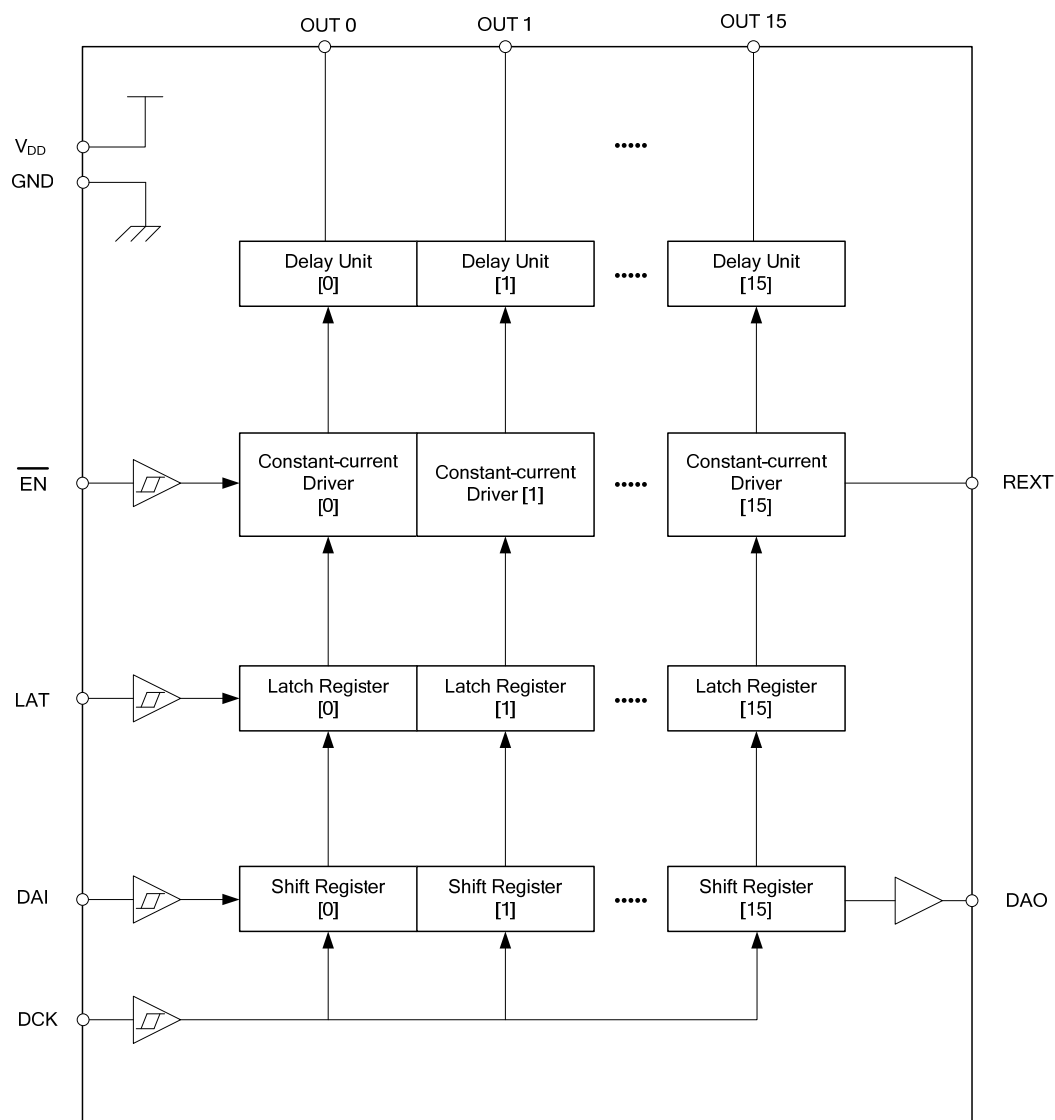 OUT 0
OUT 1
OUT 15
VDD
GND
Delay Unit
[0]
Delay Unit
[1]
Delay Unit
[15]
EN
Constant-current
Driver
[0]
Constant-current
Driver [1]
Constant-current
Driver
[15]
REXT
LAT
Latch Register
[0]
Latch Register
[1]
Latch Register
[15]
DAI
Shift Register
[0]
Shift Register
[1]
Shift Register
[15]
DAO
DCK